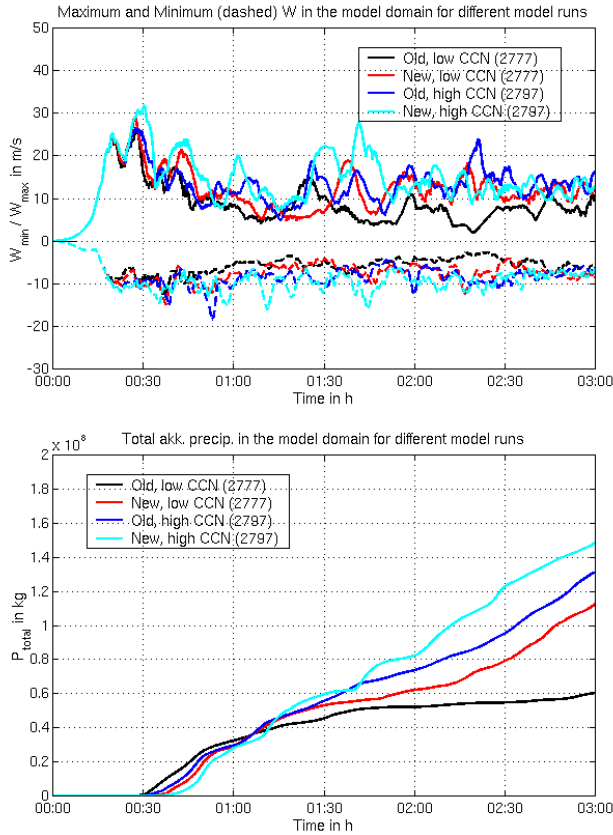 Maximum and Minimum (dashed) W in the model domain for different model runs
50
40
30
20
10
0
-10
-20
-30
W min / W max in m/s
Old, low CCN (2777)
New, low CCN (2777)
Old, high CCN (2797)
New, high CCN (2797)
00:00 00:30 01:00 01:30 02:00 02:30 03:00
Time in h
Total akk. precip. in the model domain for different model runs
x 10^8
2
1.8
1.6
1.4
1.2
1
0.8
0.6
0.4
0.2
0
P total in kg
Old, low CCN (2777)
New, low CCN (2777)
Old, high CCN (2797)
New, high CCN (2797)
00:00 00:30 01:00 01:30 02:00 02:30 03:00
Time in h